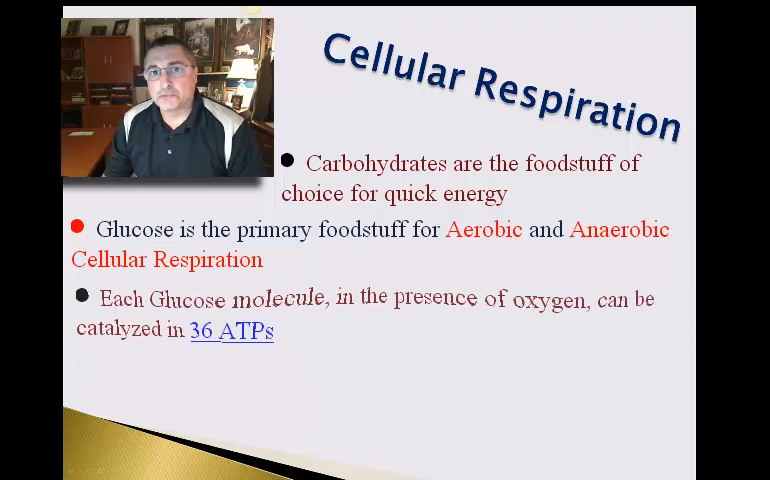 Cellular Respiration
Carbohydrates are the foodstuff of
choice for quick energy
Glucose is the primary foodstuff for Aerobic and Anaerobic
Cellular Respiration
Each Glucose molecule, in the presence of oxygen, can be
catalyzed in 36 ATPs